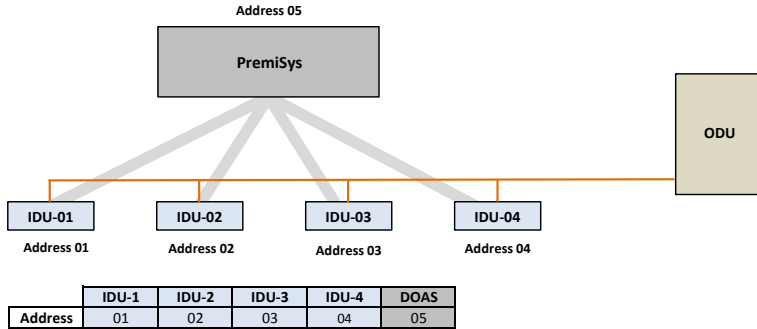 Address 05
PremiSys
ODU
IDU-01 IDU-02 IDU-03 IDU-04
Address 01 Address 02 Address 03 Address 04
IDU-1 IDU-2 IDU-3 IDU-4 DOAS
Address 01 02 03 04 05